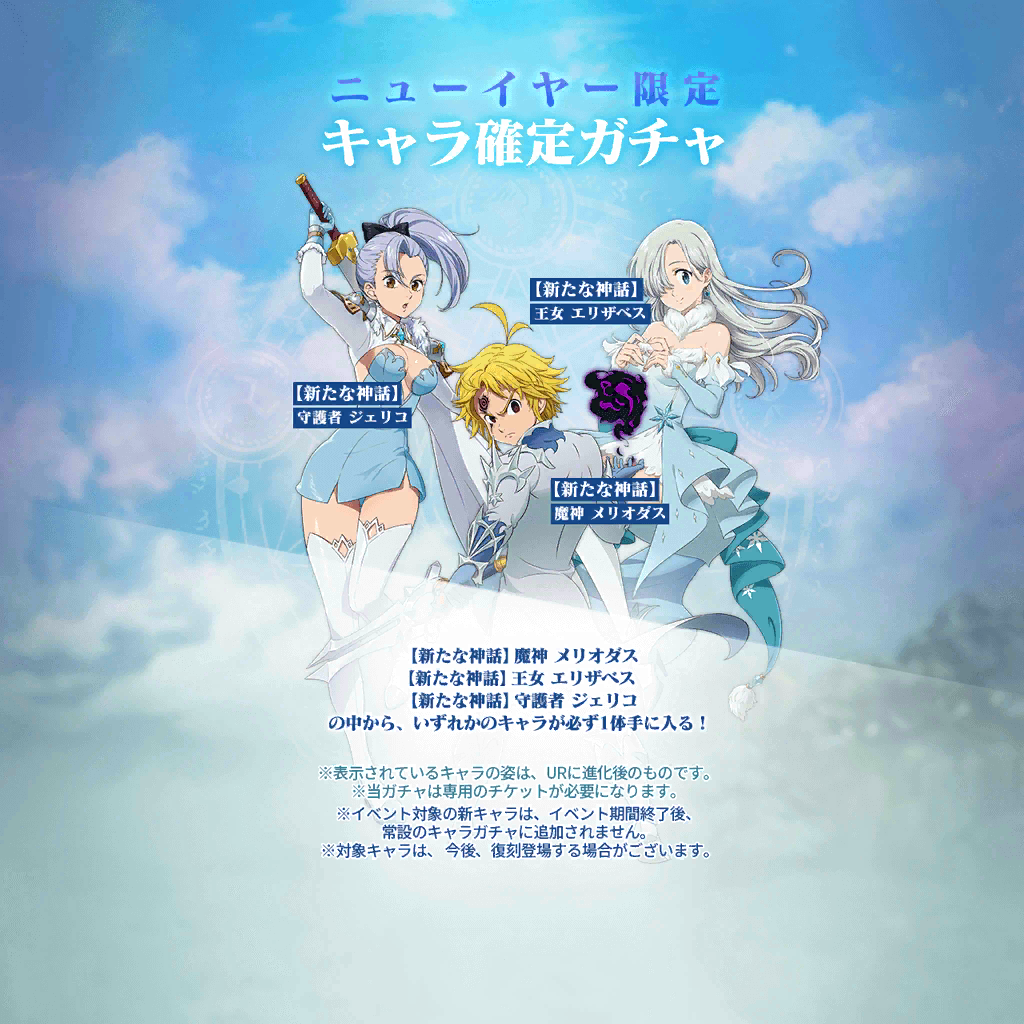 ニューイヤー限定
キャラ確定ガチャ
【新たな神話】
王女 エリザベス
【新たな神話】
守護者 ジェリコ
【新たな神話】
魔神 メリオダス
【新たな神話】魔神 メリオダス
【新たな神話】王女 エリザベス
【新たな神話】守護者 ジェリコ
の中から、いずれかのキャラが必ず1体手に入る！
※表示されているキャラの姿は、URに進化後のものです。
※当ガチャは専用のチケットが必要になります。
※イベント対象の新キャラは、イベント期間終了後、
常設のキャラガチャに追加されません。
※対象キャラは、今後、復刻登場する場合がございます。